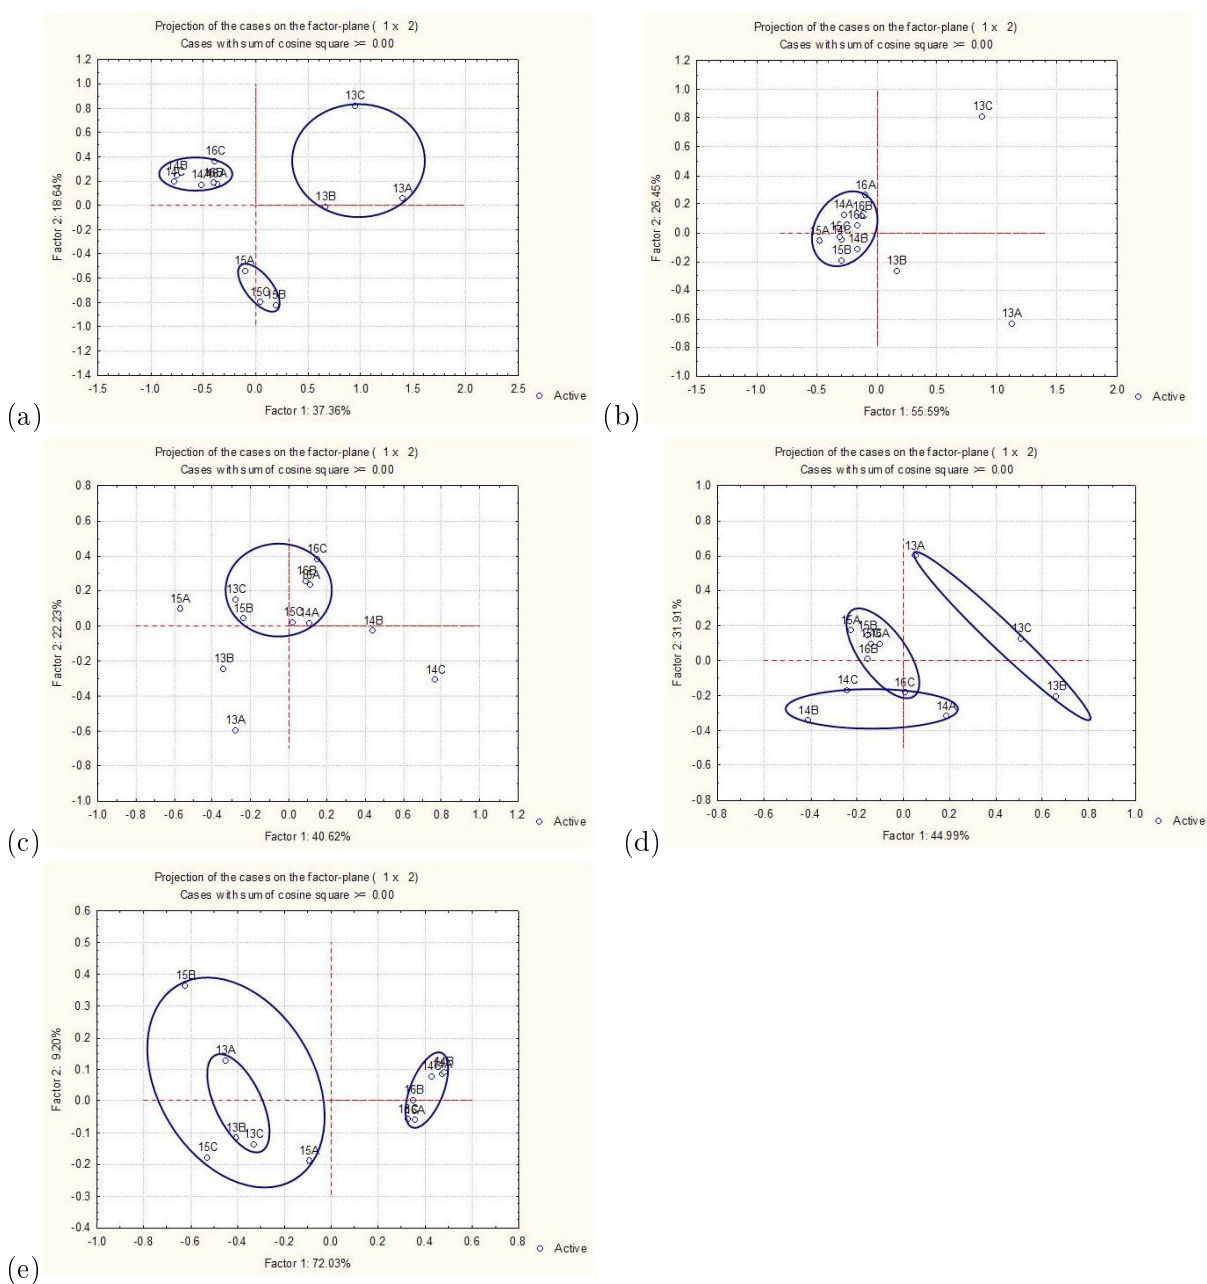 Projection of the cases on the factor-plane ( 1 x 2)
Cases with sum of cosine square >= 0.00
1.2
1.0
0.8
0.6
0.4
0.2
0.0
-0.2
-0.4
-0.6
-0.8
-1.0
-1.2
-1.4
Factor 2: 18.64%
13C
16C
14B
14C
13A
13B
15A
15C
15B
-1.5 -1.0 -0.5 0.0 0.5 1.0 1.5 2.0 2.5
Factor 1: 37.36%
Active
(a)
Projection of the cases on the factor-plane ( 1 x 2)
Cases with sum of cosine square >= 0.00
1.2
1.0
0.8
0.6
0.4
0.2
0.0
-0.2
-0.4
-0.6
-0.8
-1.0
Factor 2: 26.45%
13C
16A
14A
16B
16C
15C
15A
14C
14B
15B
13B
13A
-1.5 -1.0 -0.5 0.0 0.5 1.0 1.5 2.0
Factor 1: 55.59%
Active
(b)
Projection of the cases on the factor-plane ( 1 x 2)
Cases with sum of cosine square >= 0.00
0.8
0.6
0.4
0.2
0.0
-0.2
-0.4
-0.6
-0.8
-1.0
Factor 2: 22.23%
16C
16B
16A
13C
15A
15B
15C
14A
14B
13B
14C
13A
-1.0 -0.8 -0.6 -0.4 -0.2 0.0 0.2 0.4 0.6 0.8 1.0 1.2
Factor 1: 40.62%
Active
(c)
Projection of the cases on the factor-plane ( 1 x 2)
Cases with sum of cosine square >= 0.00
1.0
0.8
0.6
0.4
0.2
0.0
-0.2
-0.4
-0.6
-0.8
Factor 2: 31.91%
13A
15A
15B
15C
16A
13C
16B
14C
16C
13B
14B
14A
-0.8 -0.6 -0.4 -0.2 0.0 0.2 0.4 0.6 0.8 1.0
Factor 1: 44.99%
Active
(d)
Projection of the cases on the factor-plane ( 1 x 2)
Cases with sum of cosine square >= 0.00
0.6
0.5
0.4
0.3
0.2
0.1
0.0
-0.1
-0.2
-0.3
-0.4
Factor 2: 9.20%
15B
13A
14C
14B
16B
16A
13B
13C
15C
15A
-1.0 -0.8 -0.6 -0.4 -0.2 0.0 0.2 0.4 0.6 0.8
Factor 1: 72.03%
Active
(e)